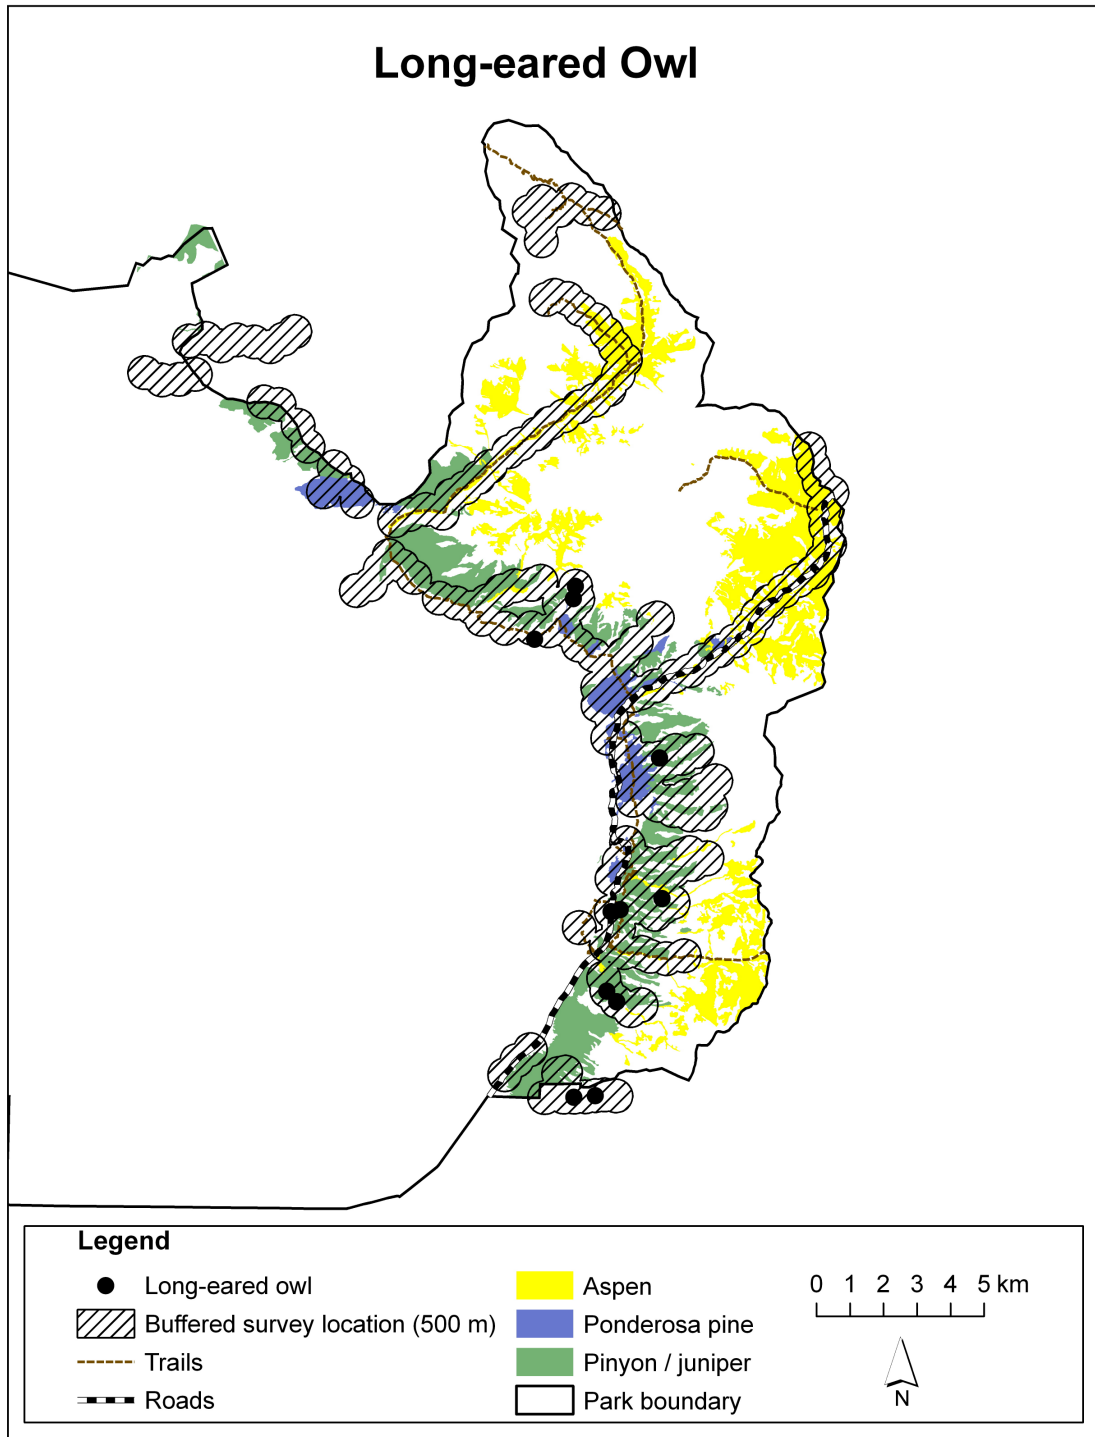 Long-eared Owl
Legend
Long-eared owl
Buffered survey location (500 m)
Trails
Roads
Aspen
Ponderosa pine
Pinyon / juniper
Park boundary
0 1 2 3 4 5 km
N